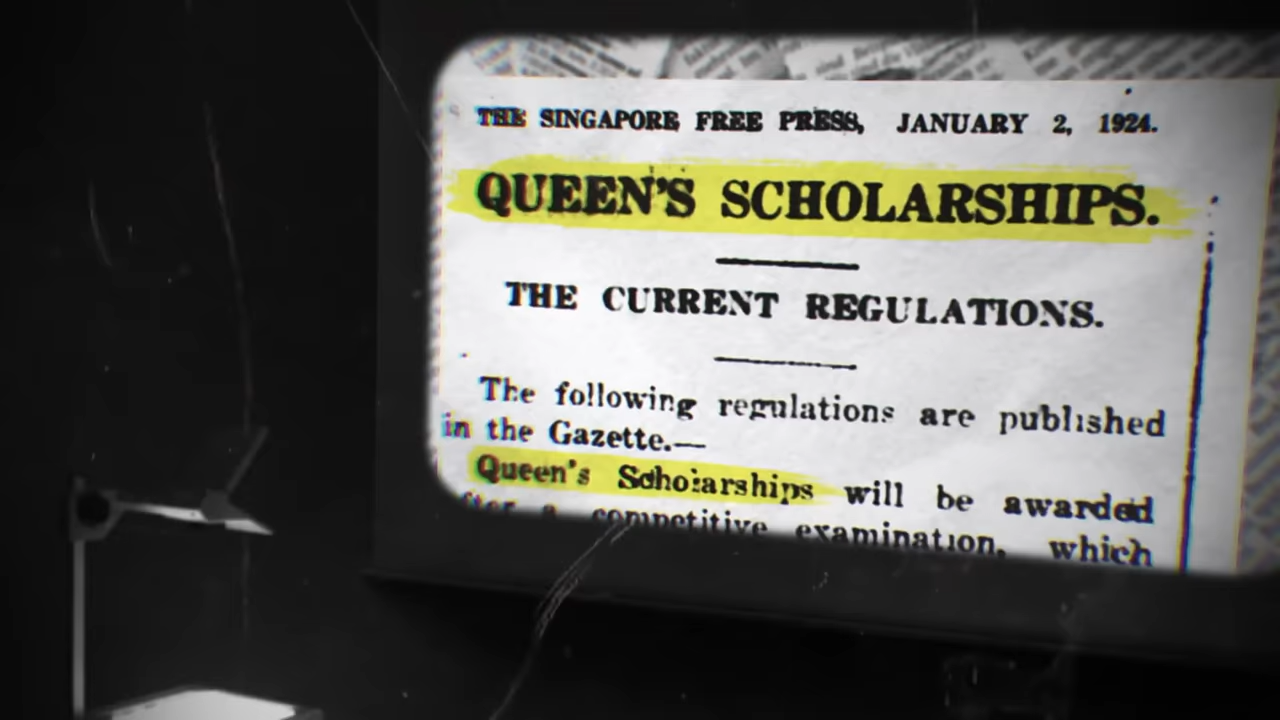 THE SINGAPORE FREE PRESS, JANUARY 2, 1924.
QUEEN'S SCHOLARSHIPS.
THE CURRENT REGULATIONS.
The following regulations are published
in the Gazette.—
Queen's Scholarships will be awarded
after a competitive examination, which